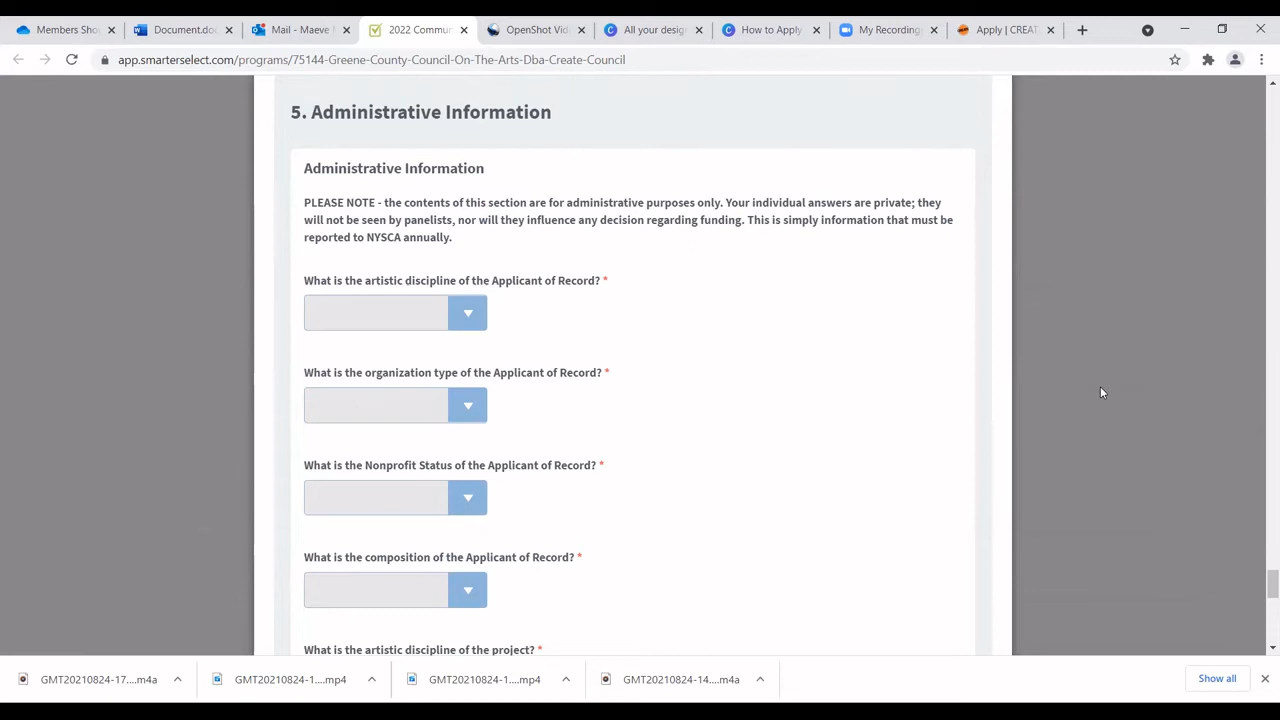 Members Sho
Document.do
Mail - Maeve
2022 Commu
OpenShot Vid
All your desig
How to Apply
My Recording
Apply | CREAT
app.smarterselect.com/programs/75144-Greene-County-Council-On-The-Arts-Dba-Create-Council
5. Administrative Information
Administrative Information
PLEASE NOTE - the contents of this section are for administrative purposes only. Your individual answers are private; they
will not be seen by panelists, nor will they influence any decision regarding funding. This is simply information that must be
reported to NYSCA annually.
What is the artistic discipline of the Applicant of Record? *
What is the organization type of the Applicant of Record? *
What is the Nonprofit Status of the Applicant of Record? *
What is the composition of the Applicant of Record? *
What is the artistic discipline of the project? *
GMT20210824-17....m4a
GMT20210824-1....mp4
GMT20210824-1....mp4
GMT20210824-14....m4a
Show all